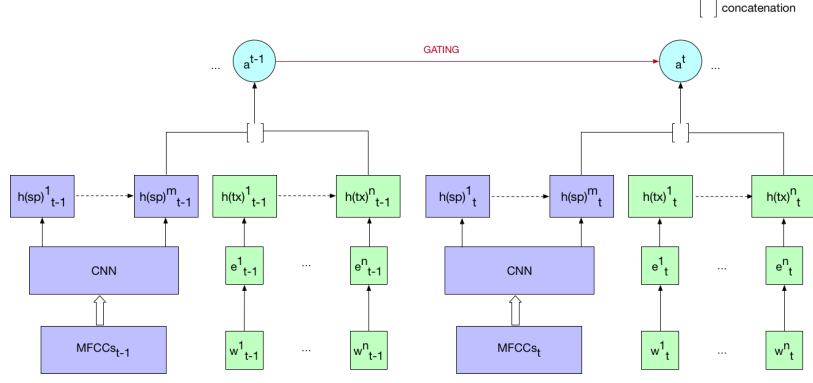 [ ] concatenation
GATING
... a^t-1 a^t ...
h(sp)^1_t-1 h(sp)^m_t-1 h(tx)^1_t-1 h(tx)^n_t-1 h(sp)^1_t h(sp)^m_t h(tx)^1_t h(tx)^n_t
CNN e^1_t-1 ... e^n_t-1 CNN e^1_t ... e^n_t
MFCCs_t-1 w^1_t-1 ... w^n_t-1 MFCCs_t w^1_t ... w^n_t